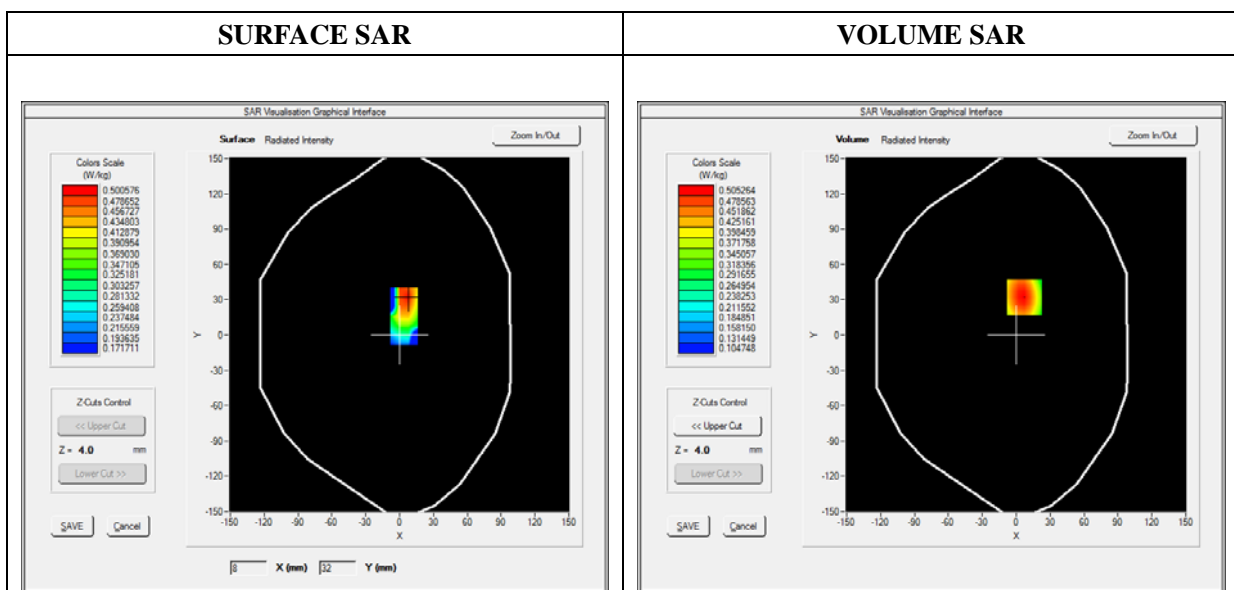 SURFACE SAR
SAR Visualisation Graphical Interface
Surface Radiated Intensity
Zoom In/Out
Colors Scale
(W/kg)
0.500576
0.478652
0.456727
0.434803
0.412879
0.390954
0.369030
0.347105
0.325181
0.303257
0.281332
0.259408
0.237484
0.215559
0.193635
0.171711
Z-Cuts Control
<< Upper Cut
Z = 4.0 mm
Lower Cut >>
SAVE Cancel
150
120
90
60
30
0
-30
-60
-90
-120
-150
Y
-150 -120 -90 -60 -30 0 30 60 90 120 150
X
8 X (mm) 32 Y (mm)
VOLUME SAR
SAR Visualisation Graphical Interface
Volume Radiated Intensity
Zoom In/Out
Colors Scale
(W/kg)
0.505264
0.478563
0.451862
0.425161
0.398459
0.371758
0.345057
0.318356
0.291655
0.264954
0.238253
0.211552
0.184851
0.158150
0.131449
0.104748
Z-Cuts Control
<< Upper Cut
Z = 4.0 mm
Lower Cut >>
SAVE Cancel
150
120
90
60
30
0
-30
-60
-90
-120
-150
Y
-150 -120 -90 -60 -30 0 30 60 90 120 150
X